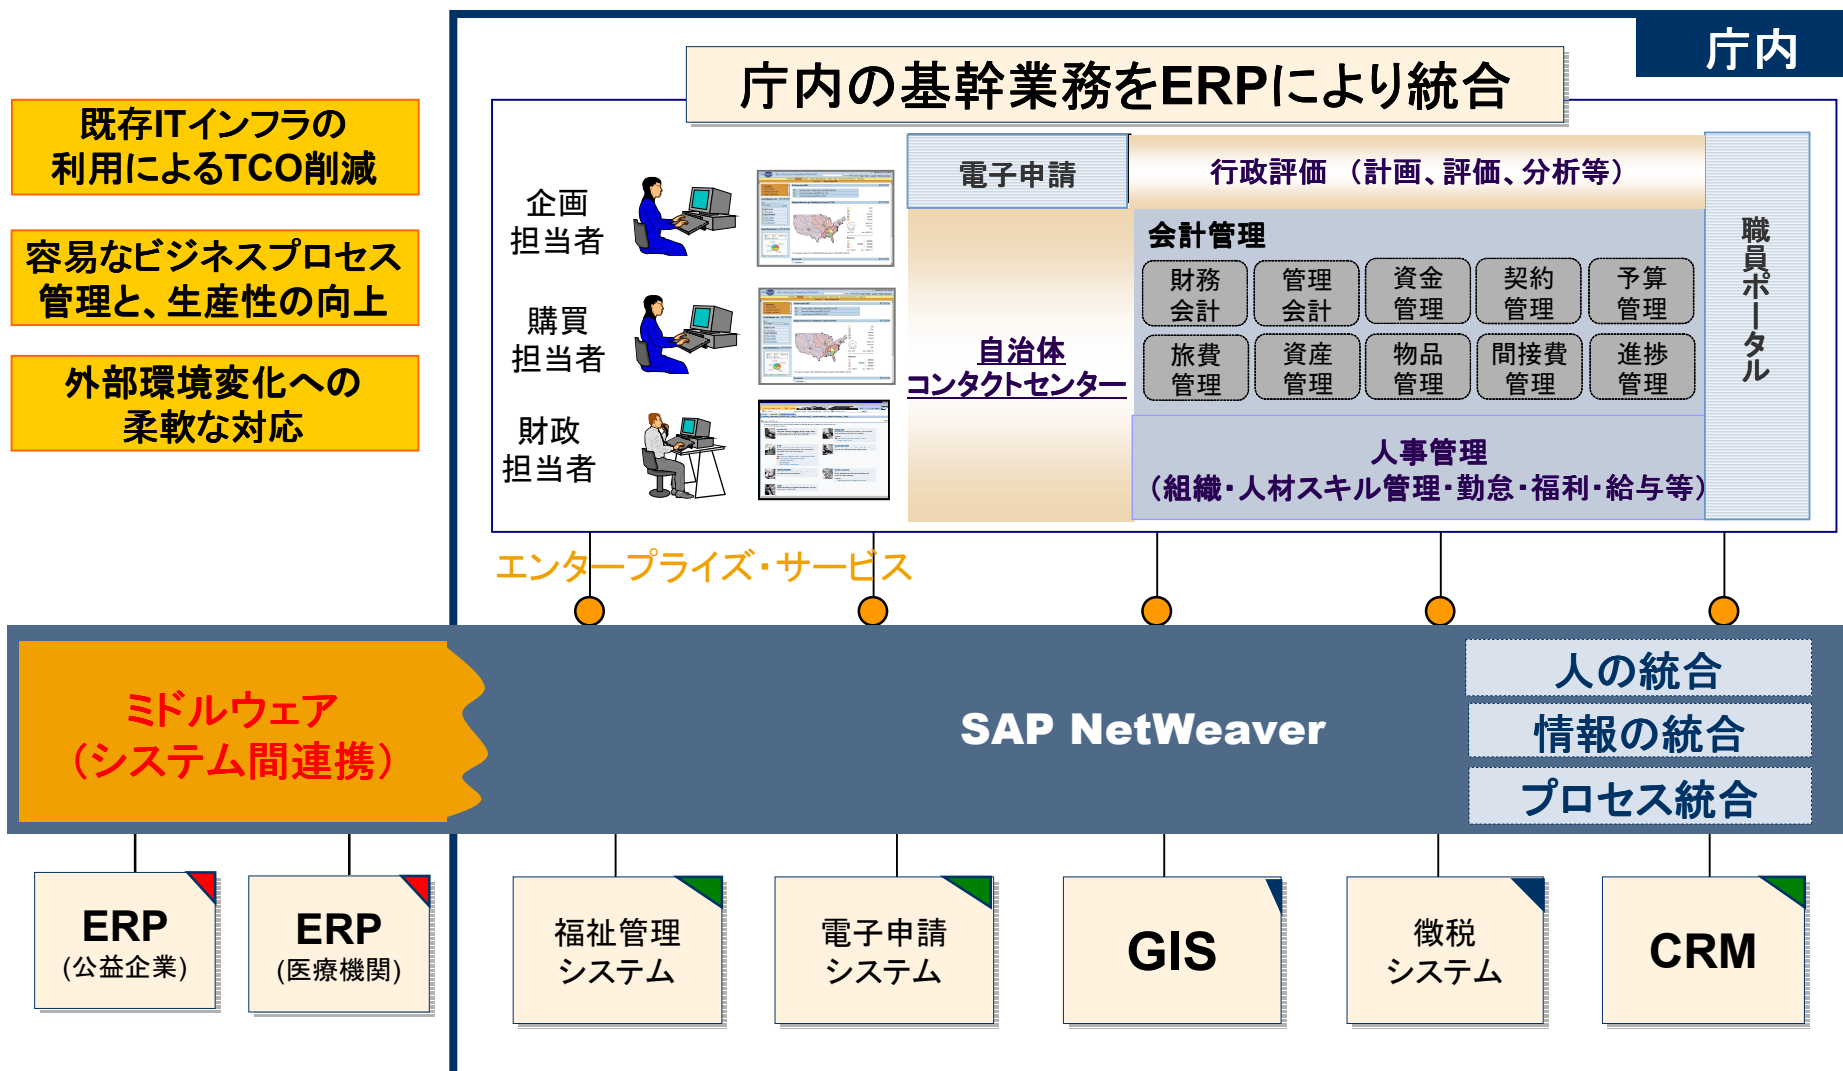 庁内
庁内の基幹業務をERPにより統合
既存ITインフラの
利用によるTCO削減
容易なビジネスプロセス
管理と、生産性の向上
外部環境変化への
柔軟な対応
企画
担当者
購買
担当者
財政
担当者
電子申請
自治体
コンタクトセンター
行政評価 （計画、評価、分析等）
会計管理
財務
会計
管理
会計
資金
管理
契約
管理
予算
管理
旅費
管理
資産
管理
物品
管理
間接費
管理
進捗
管理
人事管理
（組織・人材スキル管理・勤怠・福利・給与等）
職員ポータル
エンタープライズ・サービス
ミドルウェア
（システム間連携）
SAP NetWeaver
人の統合
情報の統合
プロセス統合
ERP
(公益企業)
ERP
(医療機関)
福祉管理
システム
電子申請
システム
GIS
徴税
システム
CRM